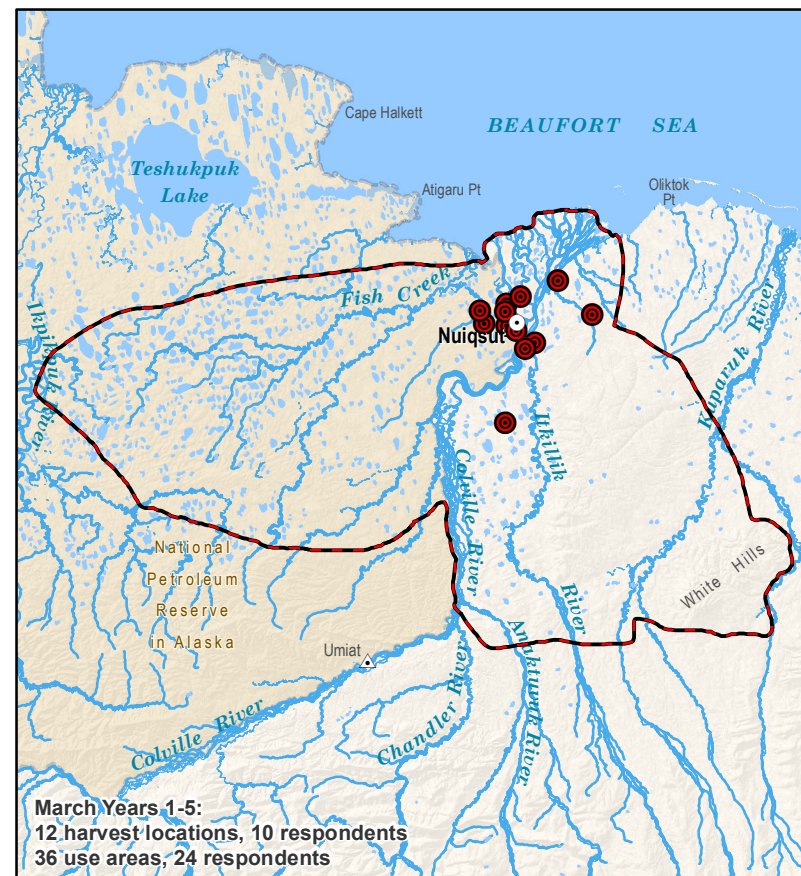 Cape Halkett
BEAUFORT SEA
Teshukpuk
Lake
Atigaru Pt
Oliktok
Pt
Fish Creek
Ikpikpuk River
Nuiqsut
Kuparuk River
Itkillik
River
Colville River
National
Petroleum
Reserve
in Alaska
White Hills
Umiat
Anaktuvuk River
Chandler River
Colville River
March Years 1-5:
12 harvest locations, 10 respondents
36 use areas, 24 respondents